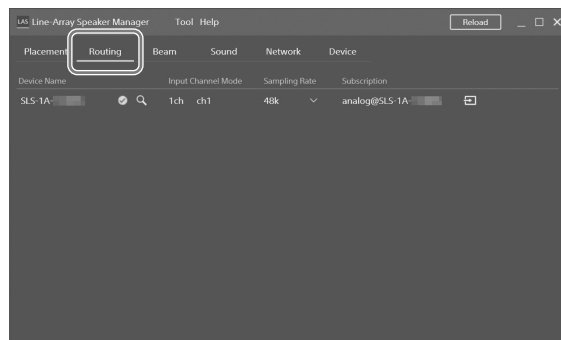 LAS Line-Array Speaker Manager Tool Help Reload
Placement Routing Beam Sound Network Device
Device Name Input Channel Mode Sampling Rate Subscription
SLS-1A- 1ch ch1 48k analog@SLS-1A-